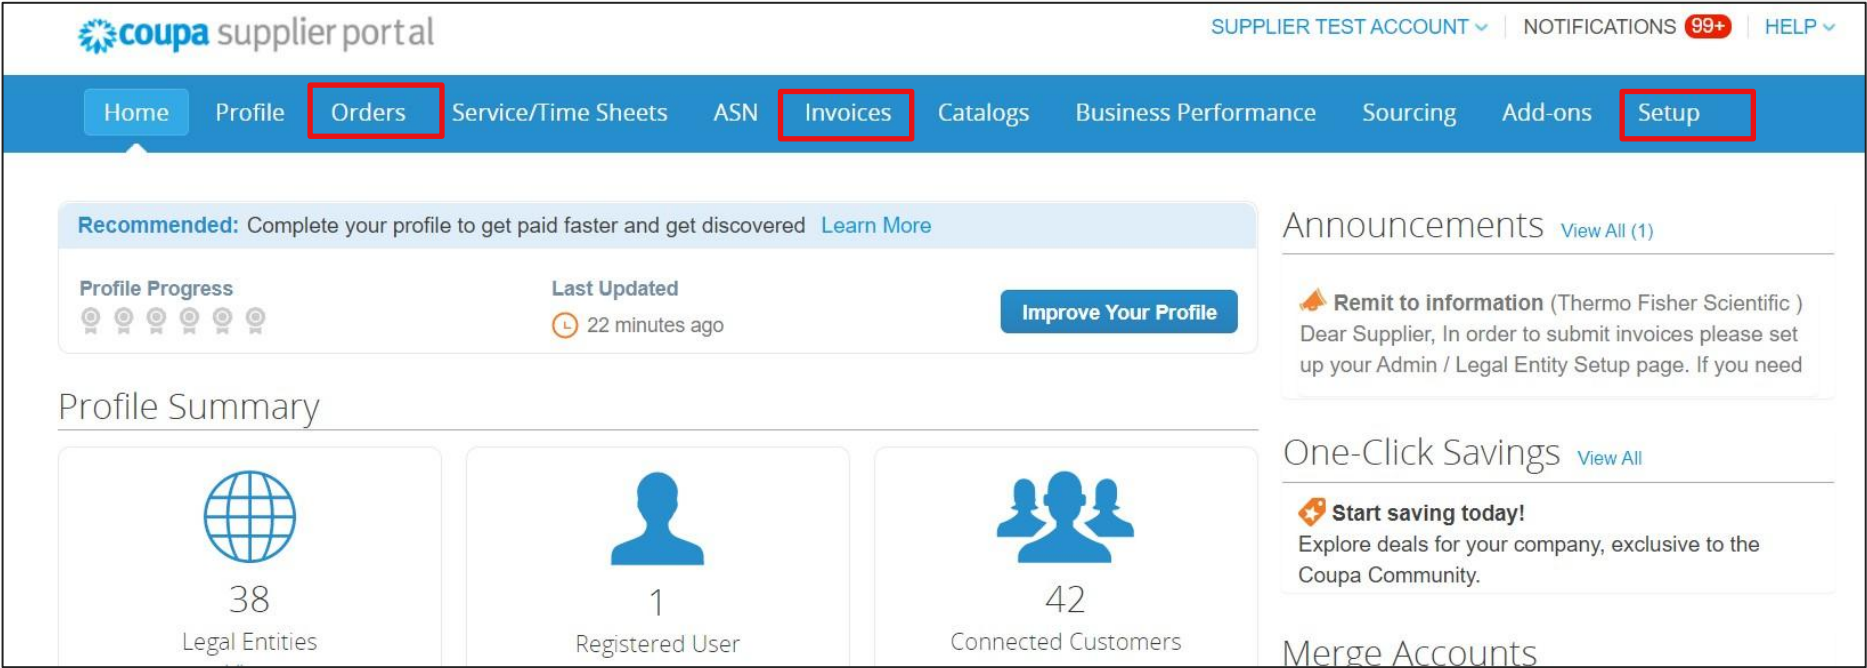 coupa supplier portal
SUPPLIER TEST ACCOUNT NOTIFICATIONS 99+ HELP
Home Profile Orders Service/Time Sheets ASN Invoices Catalogs Business Performance Sourcing Add-ons Setup
Recommended: Complete your profile to get paid faster and get discovered Learn More
Profile Progress
Last Updated
22 minutes ago
Improve Your Profile
Profile Summary
38
Legal Entities
1
Registered User
42
Connected Customers
Announcements View All (1)
Remit to information (Thermo Fisher Scientific )
Dear Supplier, In order to submit invoices please set
up your Admin / Legal Entity Setup page. If you need
One-Click Savings View All
Start saving today!
Explore deals for your company, exclusive to the
Coupa Community.
Merge Accounts